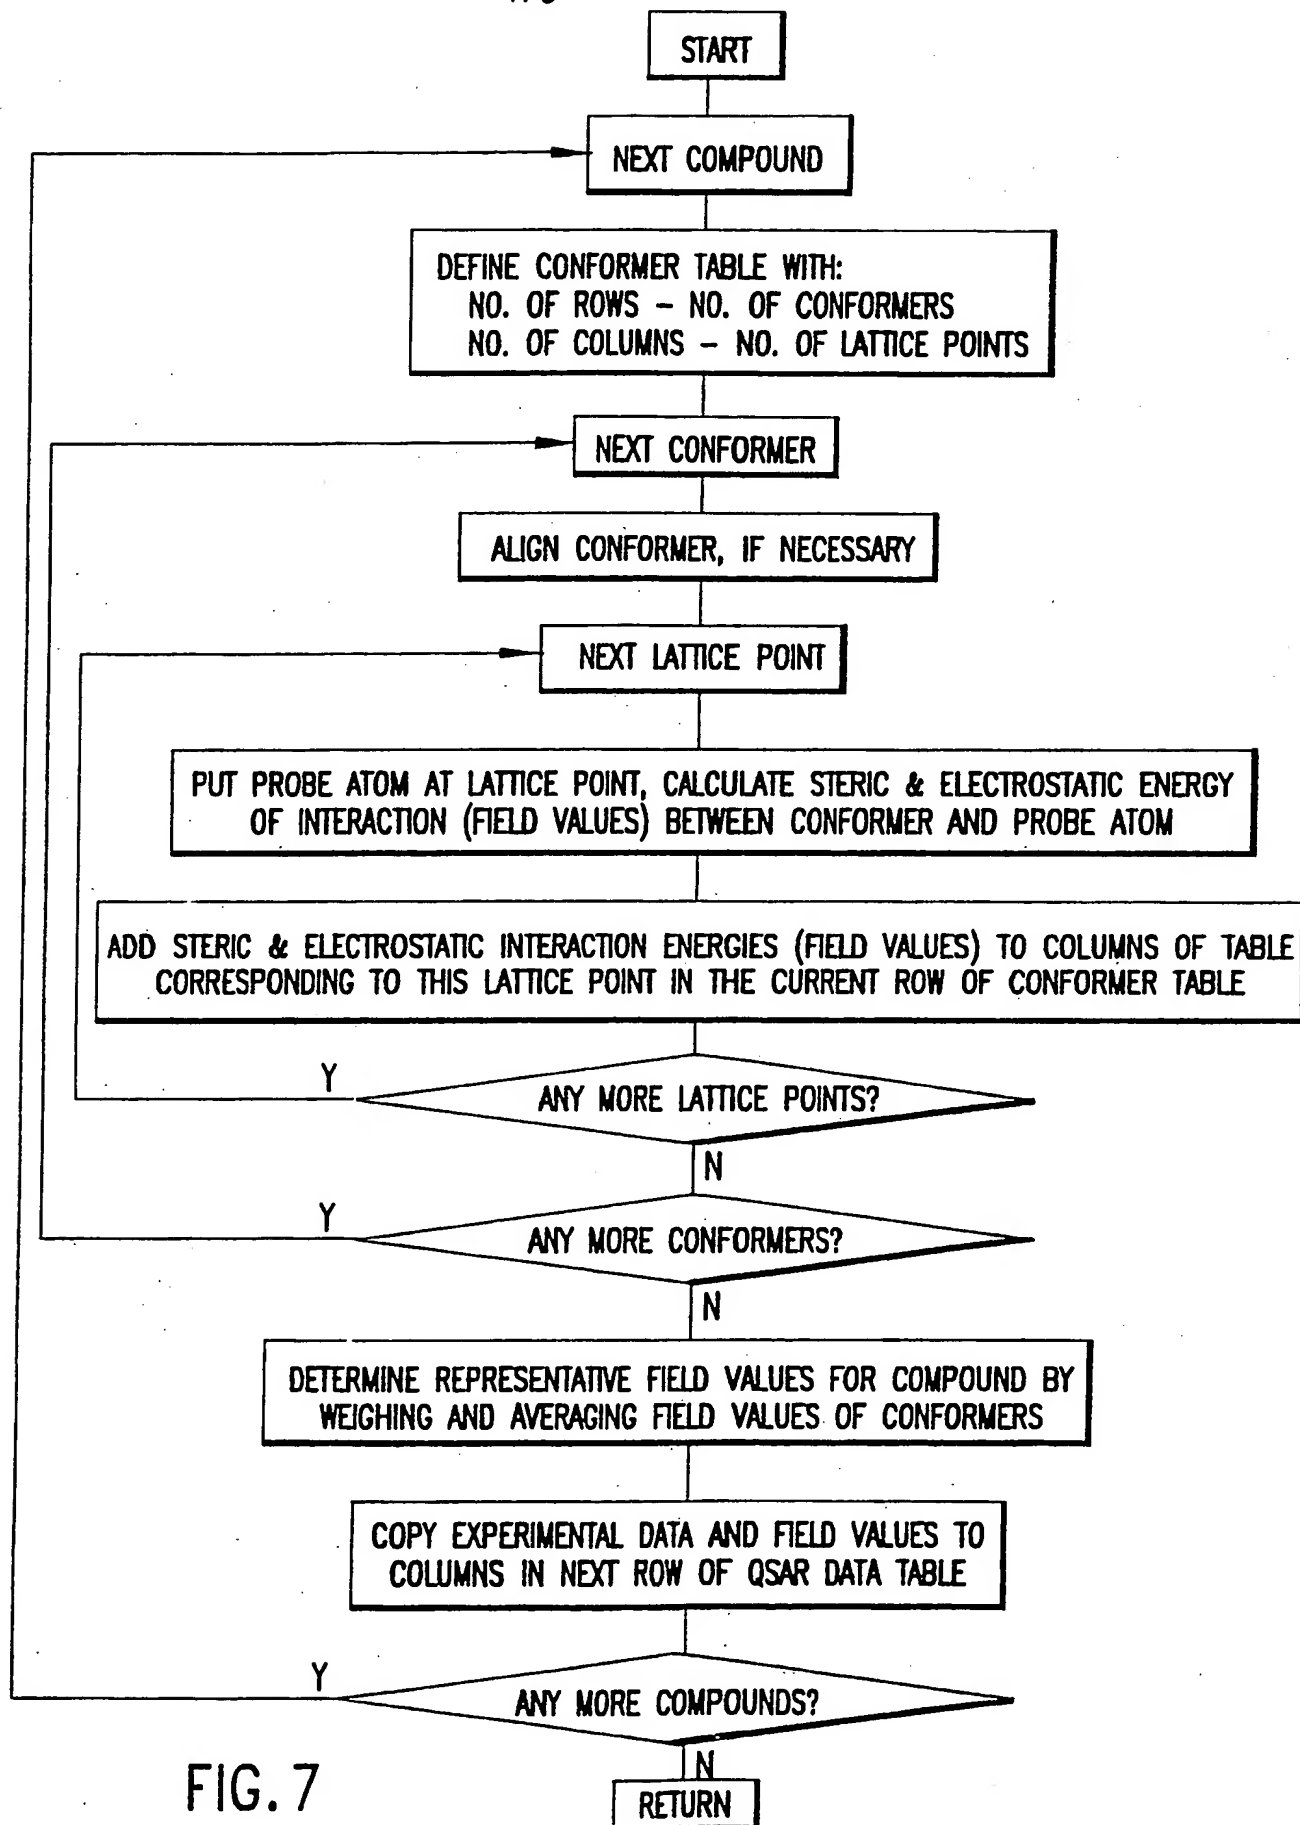 START
NEXT COMPOUND
DEFINE CONFORMER TABLE WITH:
NO. OF ROWS – NO. OF CONFORMERS
NO. OF COLUMNS – NO. OF LATTICE POINTS
NEXT CONFORMER
ALIGN CONFORMER, IF NECESSARY
NEXT LATTICE POINT
PUT PROBE ATOM AT LATTICE POINT, CALCULATE STERIC & ELECTROSTATIC ENERGY
OF INTERACTION (FIELD VALUES) BETWEEN CONFORMER AND PROBE ATOM
ADD STERIC & ELECTROSTATIC INTERACTION ENERGIES (FIELD VALUES) TO COLUMNS OF TABLE
CORRESPONDING TO THIS LATTICE POINT IN THE CURRENT ROW OF CONFORMER TABLE
Y
ANY MORE LATTICE POINTS?
N
Y
ANY MORE CONFORMERS?
N
DETERMINE REPRESENTATIVE FIELD VALUES FOR COMPOUND BY
WEIGHING AND AVERAGING FIELD VALUES OF CONFORMERS
COPY EXPERIMENTAL DATA AND FIELD VALUES TO
COLUMNS IN NEXT ROW OF QSAR DATA TABLE
Y
ANY MORE COMPOUNDS?
N
RETURN
FIG. 7